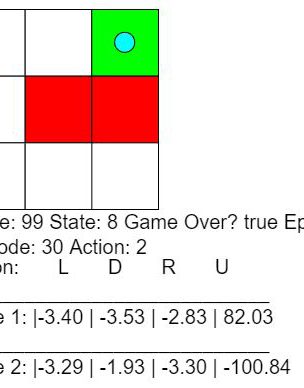 e: 99 State: 8 Game Over? true Ep
ode: 30 Action: 2
on: L D R U
e 1: |-3.40 | -3.53 | -2.83 | 82.03
e 2: |-3.29 | -1.93 | -3.30 | -100.84